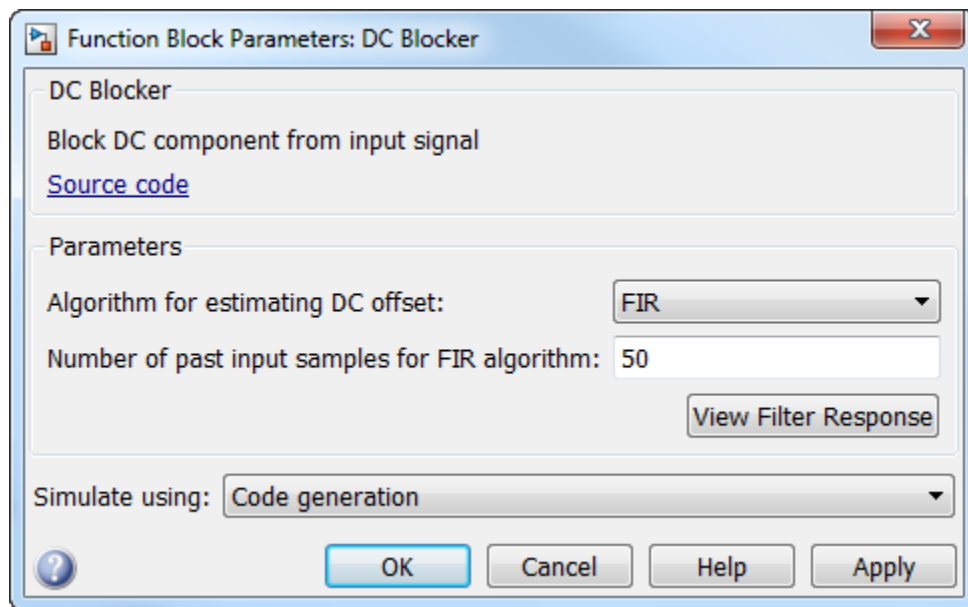 Function Block Parameters: DC Blocker
DC Blocker
Block DC component from input signal
Source code
Parameters
Algorithm for estimating DC offset: FIR
Number of past input samples for FIR algorithm: 50
View Filter Response
Simulate using: Code generation
OK Cancel Help Apply